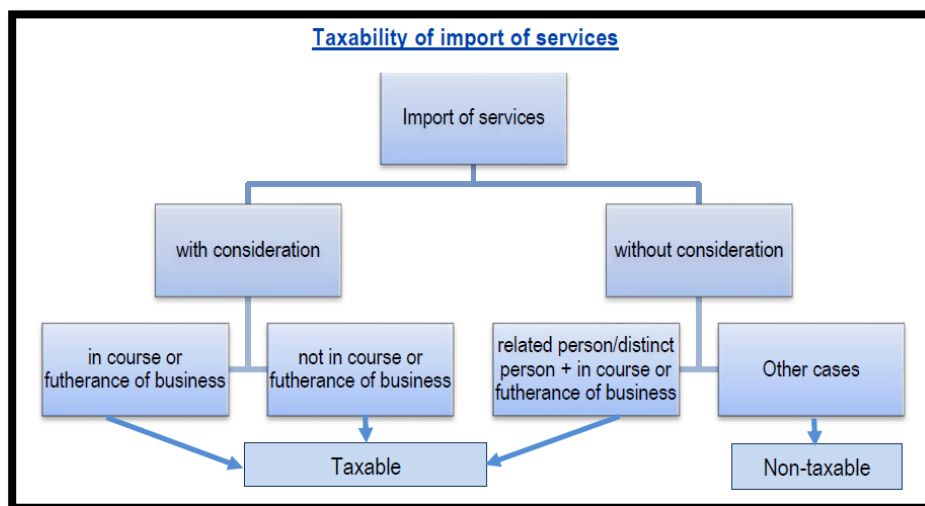 Taxability of import of services
Import of services
with consideration
without consideration
in course or
futherance of business
not in course or
futherance of business
related person/distinct
person + in course or
futherance of business
Other cases
Taxable
Non-taxable